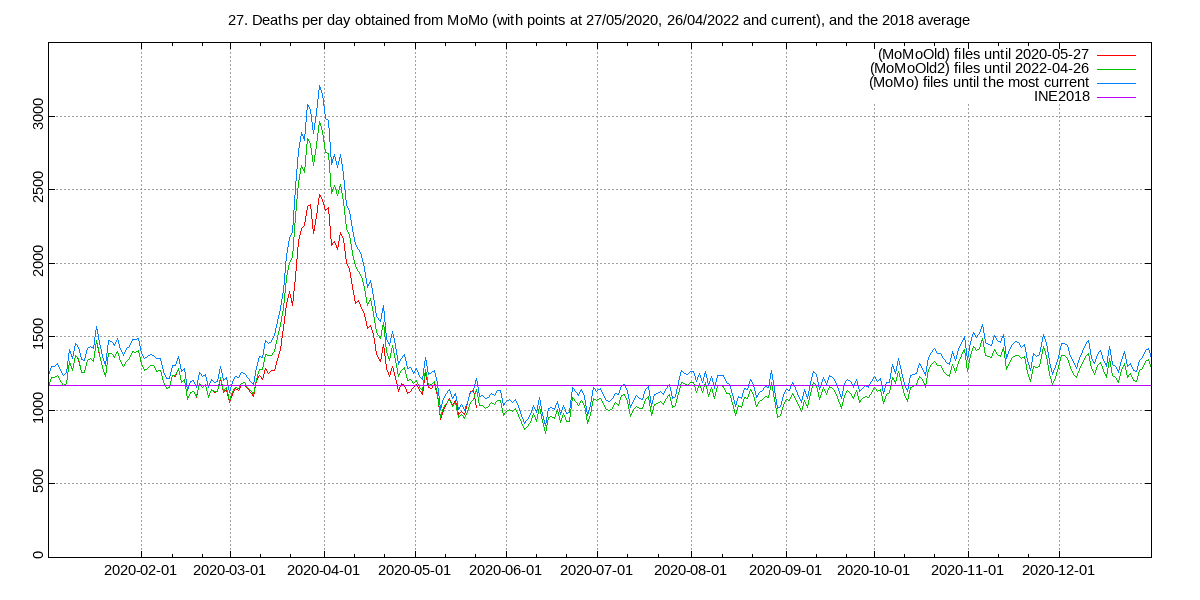 27. Deaths per day obtained from MoMo (with points at 27/05/2020, 26/04/2022 and current), and the 2018 average
(MoMoOld) files until 2020-05-27
(MoMoOld2) files until 2022-04-26
(MoMo) files until the most current
INE2018
3000
2500
2000
1500
1000
500
0
2020-02-01 2020-03-01 2020-04-01 2020-05-01 2020-06-01 2020-07-01 2020-08-01 2020-09-01 2020-10-01 2020-11-01 2020-12-01